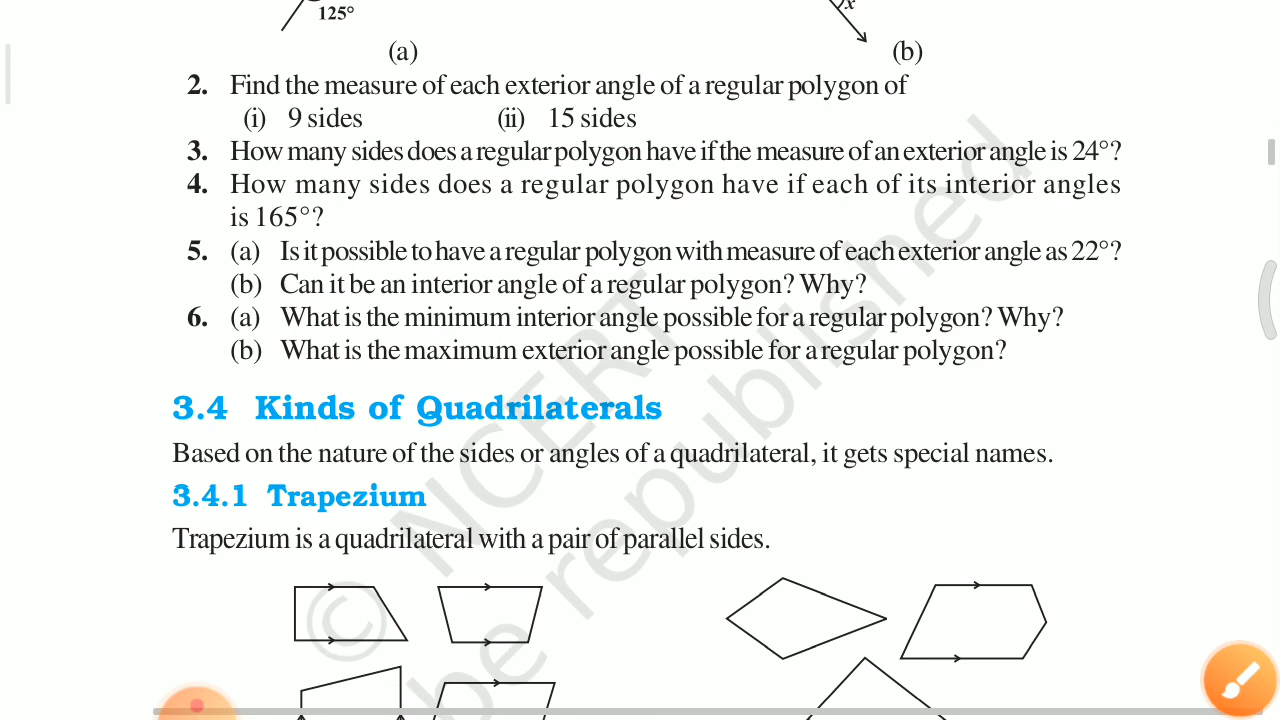 125° x
(a) (b)
2. Find the measure of each exterior angle of a regular polygon of
(i) 9 sides (ii) 15 sides
3. How many sides does a regular polygon have if the measure of an exterior angle is 24°?
4. How many sides does a regular polygon have if each of its interior angles
is 165°?
5. (a) Is it possible to have a regular polygon with measure of each exterior angle as 22°?
(b) Can it be an interior angle of a regular polygon? Why?
6. (a) What is the minimum interior angle possible for a regular polygon? Why?
(b) What is the maximum exterior angle possible for a regular polygon?
3.4 Kinds of Quadrilaterals
Based on the nature of the sides or angles of a quadrilateral, it gets special names.
3.4.1 Trapezium
Trapezium is a quadrilateral with a pair of parallel sides.
© NCERT
be republished